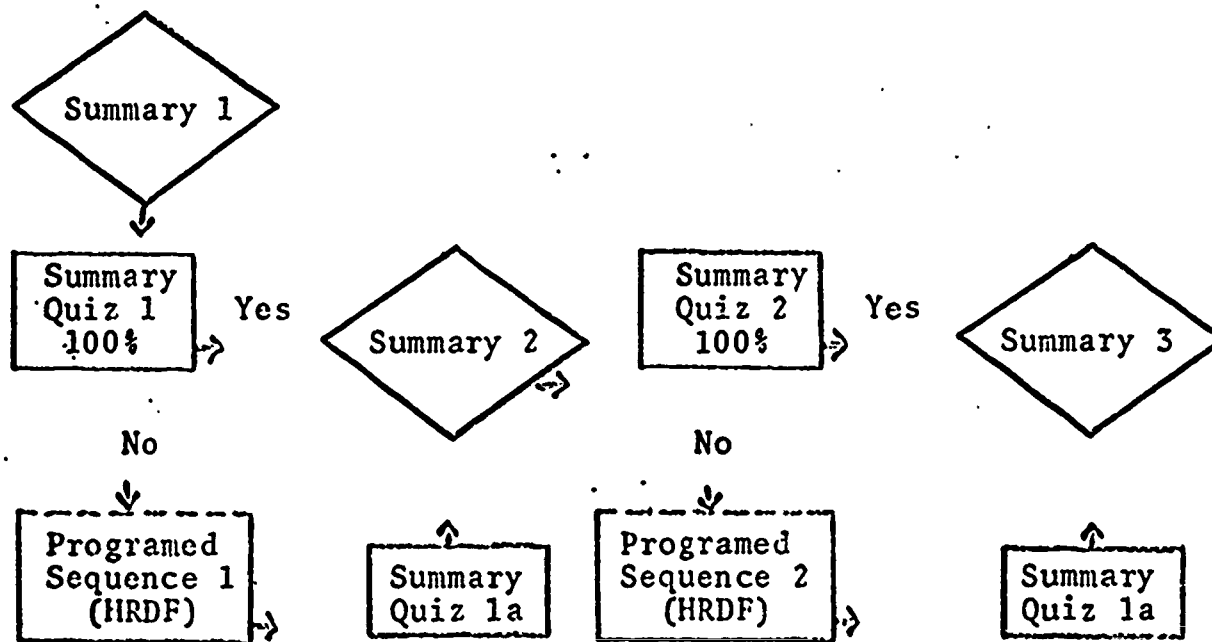 Summary 1
Summary
Quiz 1
100%
Yes
Summary 2
Summary
Quiz 2
100%
Yes
Summary 3
No
No
Programed
Sequence 1
(HRDF)
Summary
Quiz 1a
Programed
Sequence 2
(HRDF)
Summary
Quiz 1a